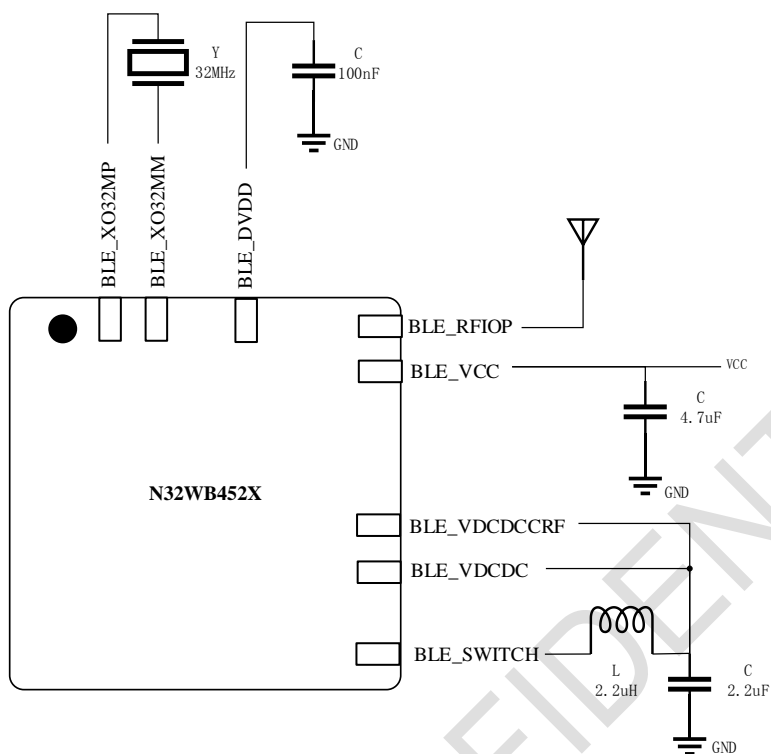 Y
32MHz
C
100nF
GND
BLE_XO32MP
BLE_XO32MM
BLE_DVDD
BLE_RFIOP
BLE_VCC
VCC
C
4.7uF
GND
N32WB452X
BLE_VDCDCCRF
BLE_VDCDC
BLE_SWITCH
L
2.2uH
C
2.2uF
GND